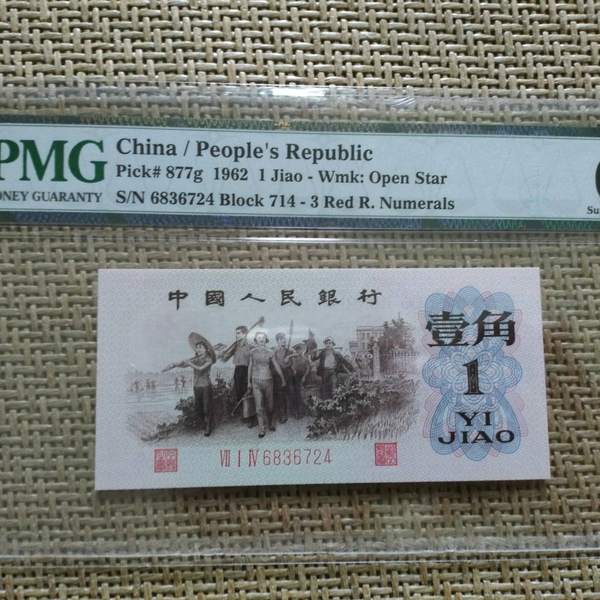 PMG
China / People's Republic
Pick# 877g 1962 1 Jiao - Wmk: Open Star
S/N 6836724 Block 714 - 3 Red R. Numerals
ONEY GUARANTY
Su
中國人民銀行
壹角
1
YI
JIAO
Ⅶ Ⅰ Ⅳ 6836724